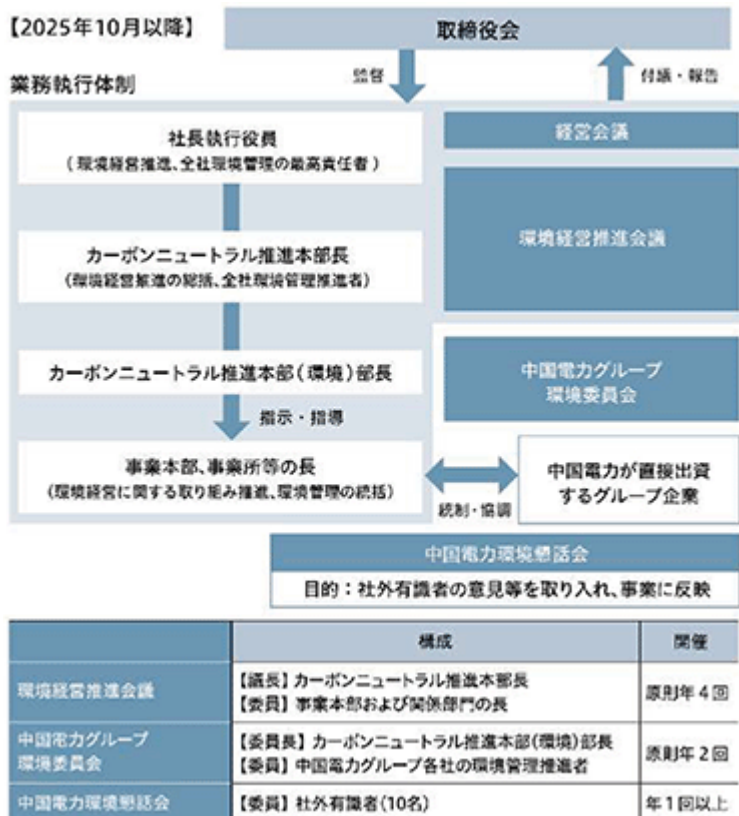 【2025年10月以降】
取締役会
業務執行体制
監督
付議・報告
社長執行役員
（環境経営推進、全社環境管理の最高責任者）
経営会議
環境経営推進会議
カーボンニュートラル推進本部長
（環境経営推進の総括、全社環境管理推進者）
カーボンニュートラル推進本部（環境）部長
中国電力グループ
環境委員会
指示・指導
事業本部、事業所等の長
（環境経営に関する取り組み推進、環境管理の統括）
統制・協調
中国電力が直接出資
するグループ企業
中国電力環境懇話会
目的：社外有識者の意見等を取り入れ、事業に反映
構成
開催
環境経営推進会議
【議長】カーボンニュートラル推進本部長
【委員】事業本部および関係部門の長
原則年4回
中国電力グループ
環境委員会
【委員長】カーボンニュートラル推進本部（環境）部長
【委員】中国電力グループ各社の環境管理推進者
原則年2回
中国電力環境懇話会
【委員】社外有識者（10名）
年1回以上